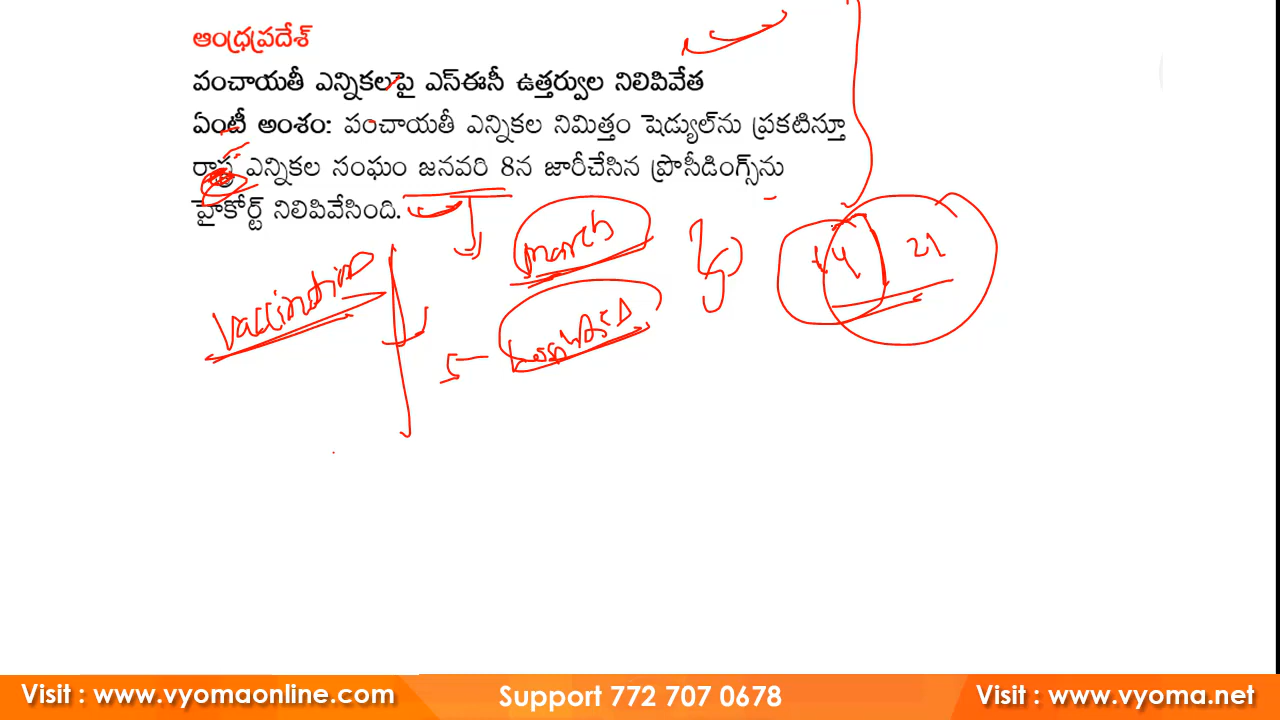 ఆంధ్రప్రదేశ్
పంచాయతీ ఎన్నికలపై ఎస్ఈసీ ఉత్తర్వుల నిలిపివేత
ఏంటీ అంశం: పంచాయతీ ఎన్నికల నిమిత్తం షెడ్యుల్‌ను ప్రకటిస్తూ
రాష్ట్ర ఎన్నికల సంఘం జనవరి 8న జారీచేసిన ప్రొసీడింగ్స్‌ను
హైకోర్ట్ నిలిపివేసింది.
march
14 21
vaccination
Visit : www.vyomaonline.com Support 772 707 0678 Visit : www.vyoma.net